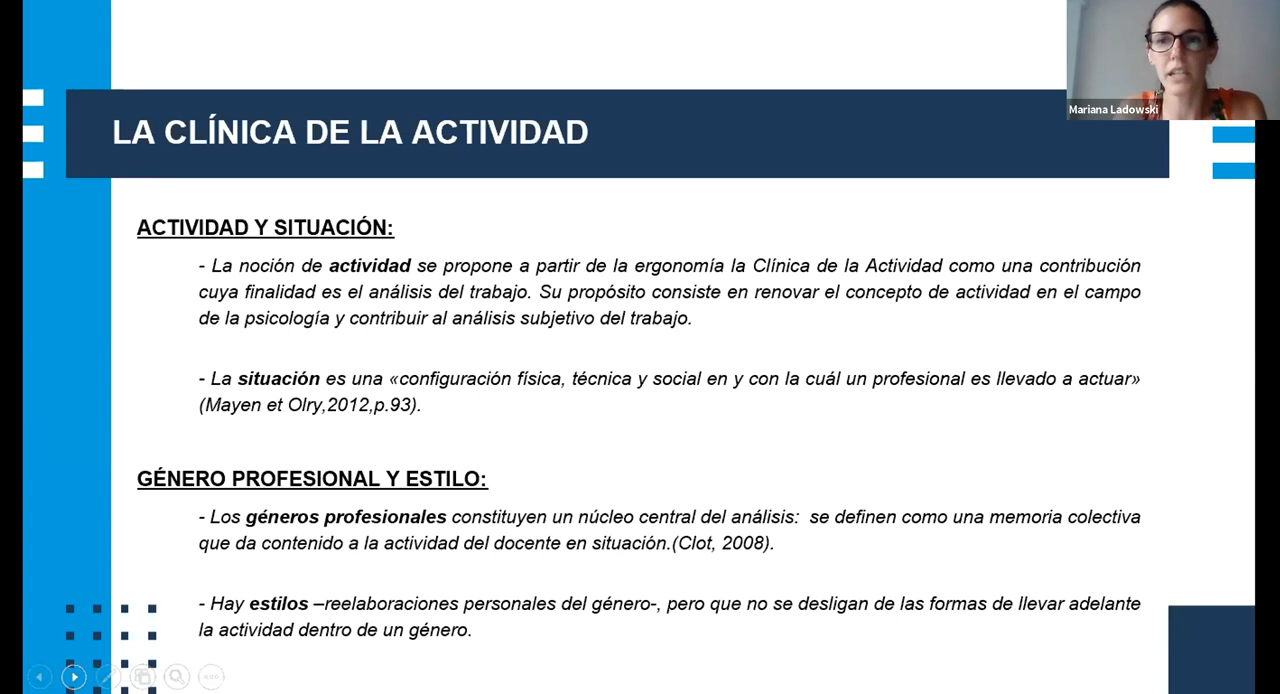 Mariana Ladowski
LA CLÍNICA DE LA ACTIVIDAD
ACTIVIDAD Y SITUACIÓN:
- La noción de actividad se propone a partir de la ergonomía la Clínica de la Actividad como una contribución
cuya finalidad es el análisis del trabajo. Su propósito consiste en renovar el concepto de actividad en el campo
de la psicología y contribuir al análisis subjetivo del trabajo.
- La situación es una «configuración física, técnica y social en y con la cuál un profesional es llevado a actuar»
(Mayen et Olry,2012,p.93).
GÉNERO PROFESIONAL Y ESTILO:
- Los géneros profesionales constituyen un núcleo central del análisis:  se definen como una memoria colectiva
que da contenido a la actividad del docente en situación.(Clot, 2008).
- Hay estilos –reelaboraciones personales del género-, pero que no se desligan de las formas de llevar adelante
la actividad dentro de un género.